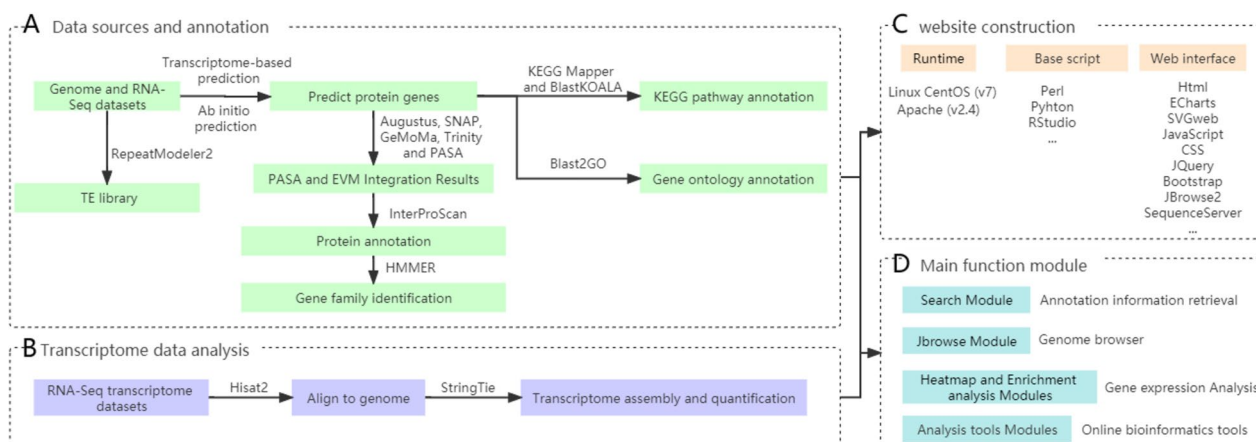 A Data sources and annotation
Genome and RNA-
Seq datasets
Transcriptome-based
prediction
Ab initio
prediction
Predict protein genes
KEGG Mapper
and BlastKOALA
KEGG pathway annotation
RepeatModeler2
TE library
Augustus, SNAP,
GeMoMa, Trinity
and PASA
Blast2GO
Gene ontology annotation
PASA and EVM Integration Results
InterProScan
Protein annotation
HMMER
Gene family identification
B Transcriptome data analysis
RNA-Seq transcriptome
datasets
Hisat2
Align to genome
StringTie
Transcriptome assembly and quantification
C website construction
Runtime
Linux CentOS (v7)
Apache (v2.4)
Base script
Perl
Pyhton
RStudio
...
Web interface
Html
ECharts
SVGweb
JavaScript
CSS
JQuery
Bootstrap
JBrowse2
SequenceServer
...
D Main function module
Search Module
Annotation information retrieval
Jbrowse Module
Genome browser
Heatmap and Enrichment
analysis Modules
Gene expression Analysis
Analysis tools Modules
Online bioinformatics tools